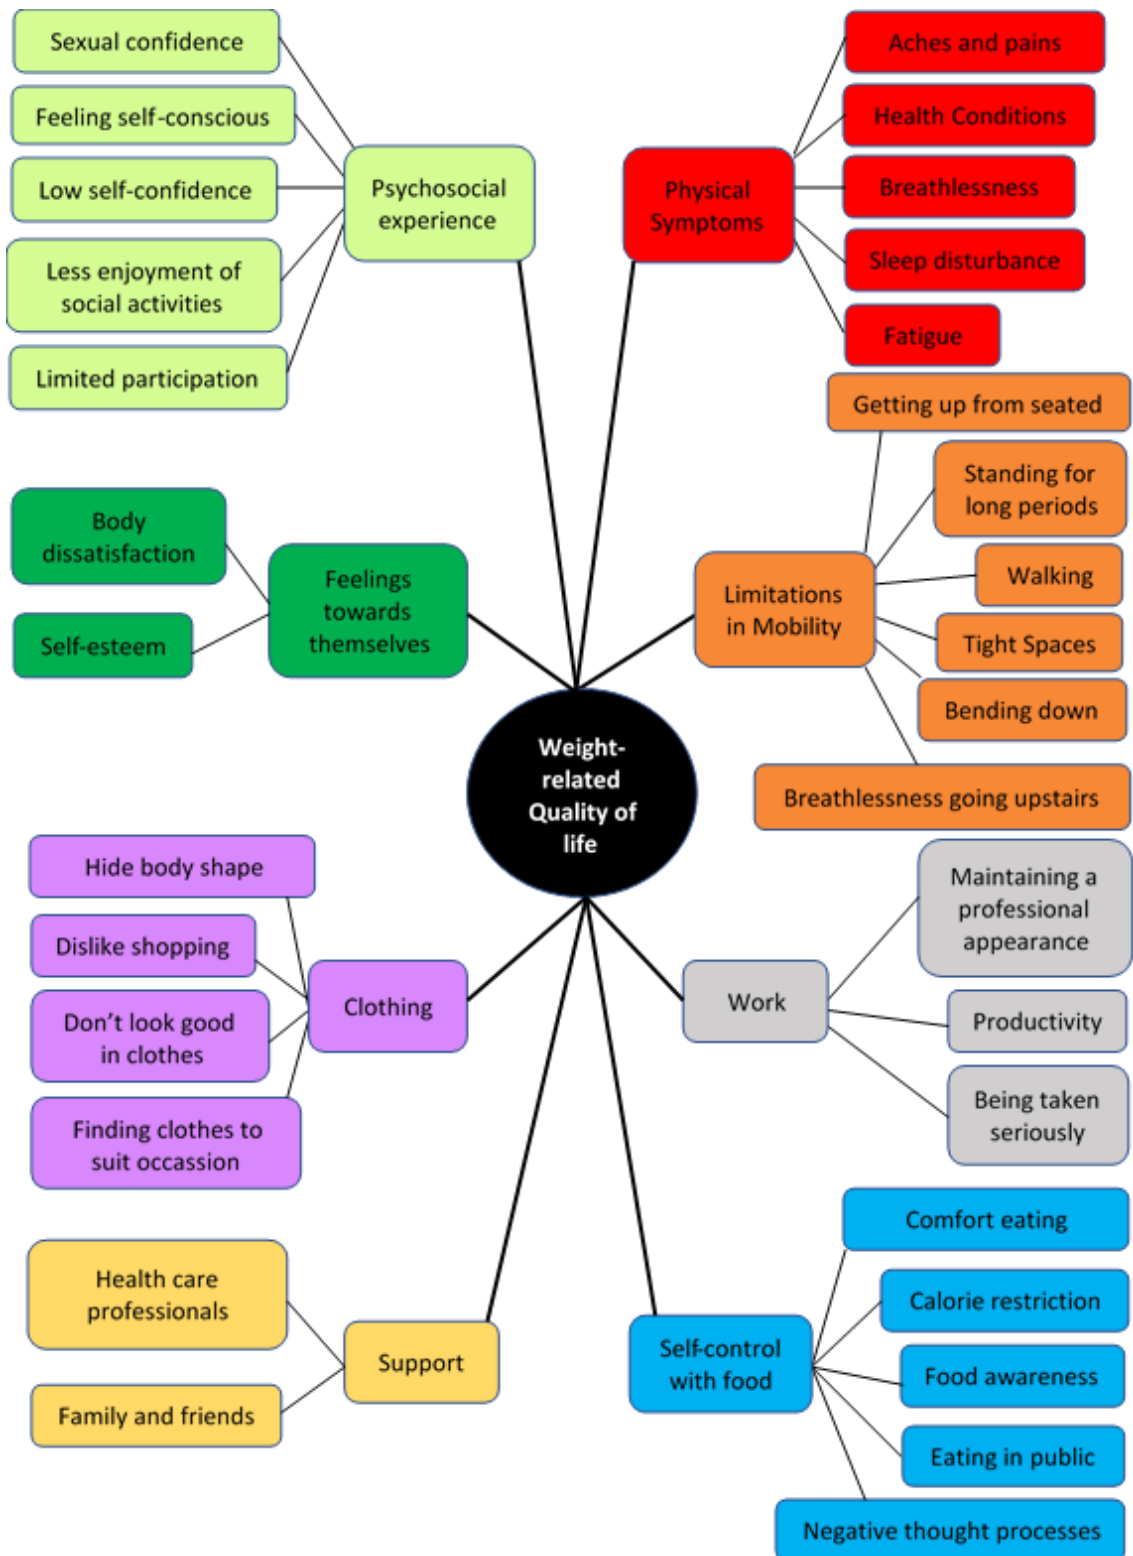 Sexual confidence
Feeling self-conscious
Low self-confidence
Less enjoyment of
social activities
Limited participation
Psychosocial
experience
Physical
Symptoms
Aches and pains
Health Conditions
Breathlessness
Sleep disturbance
Fatigue
Body
dissatisfaction
Self-esteem
Feelings
towards
themselves
Limitations
in Mobility
Getting up from seated
Standing for
long periods
Walking
Tight Spaces
Bending down
Breathlessness going upstairs
Weight-
related
Quality of
life
Hide body shape
Dislike shopping
Don’t look good
in clothes
Finding clothes to
suit occassion
Clothing
Work
Maintaining a
professional
appearance
Productivity
Being taken
seriously
Health care
professionals
Family and friends
Support
Self-control
with food
Comfort eating
Calorie restriction
Food awareness
Eating in public
Negative thought processes